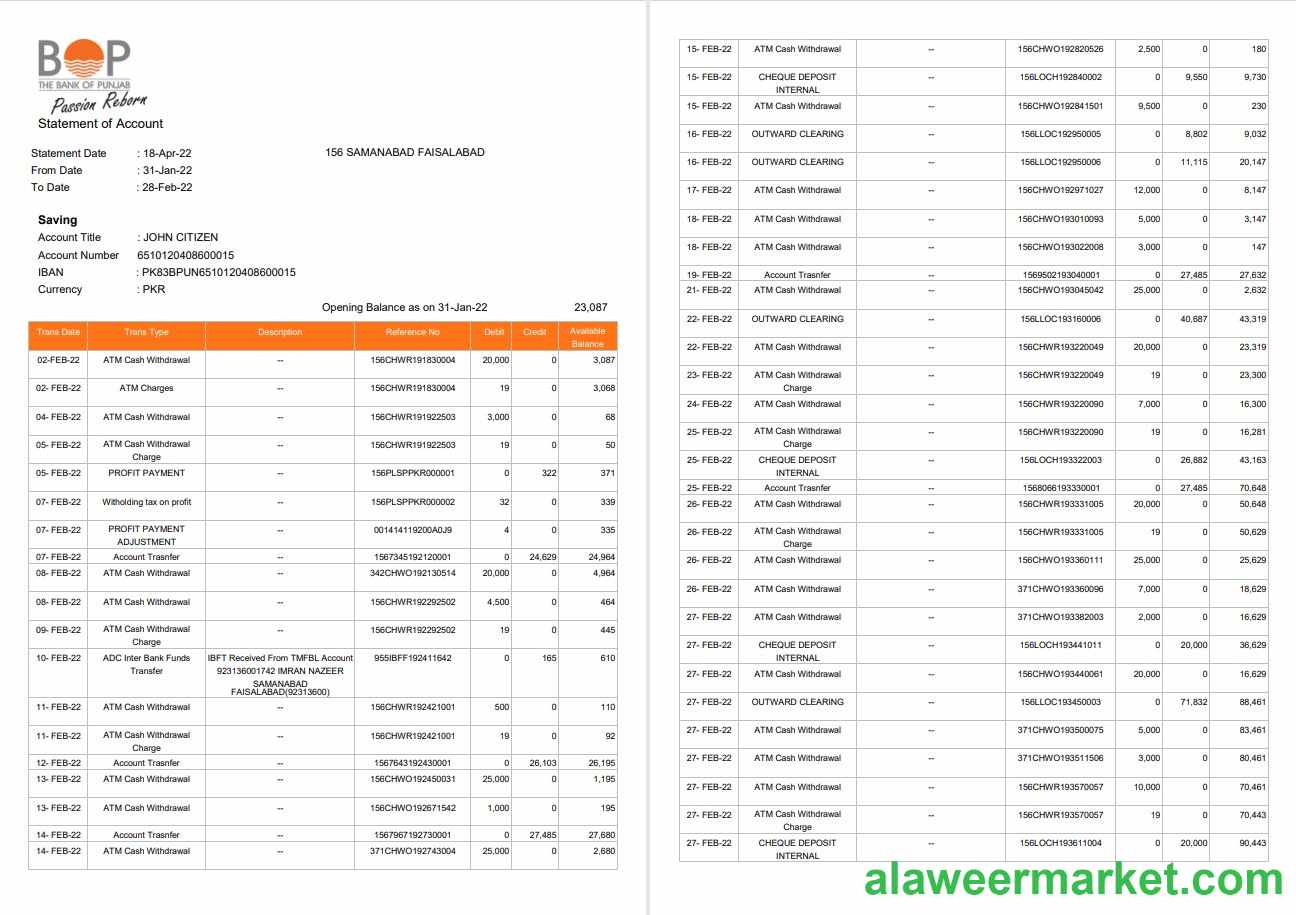 BOP
THE BANK OF PUNJAB
Passion Reborn
Statement of Account
Statement Date : 18-Apr-22 156 SAMANABAD FAISALABAD
From Date : 31-Jan-22
To Date : 28-Feb-22
Saving
Account Title : JOHN CITIZEN
Account Number 6510120408600015
IBAN : PK83BPUN6510120408600015
Currency : PKR
Opening Balance as on 31-Jan-22 23,087
Trans Date Trans Type Description Reference No Debit Credit Available
Balance
02-FEB-22 ATM Cash Withdrawal -- 156CHWR191830004 20,000 0 3,087
02- FEB-22 ATM Charges -- 156CHWR191830004 19 0 3,068
04- FEB-22 ATM Cash Withdrawal -- 156CHWR191922503 3,000 0 68
05- FEB-22 ATM Cash Withdrawal -- 156CHWR191922503 19 0 50
Charge
05- FEB-22 PROFIT PAYMENT -- 156PLSPPKR000001 0 322 371
07- FEB-22 Witholding tax on profit -- 156PLSPPKR000002 32 0 339
07- FEB-22 PROFIT PAYMENT -- 001414119200A0J9 4 0 335
ADJUSTMENT
07- FEB-22 Account Trasnfer -- 1567345192120001 0 24,629 24,964
08- FEB-22 ATM Cash Withdrawal -- 342CHWO192130514 20,000 0 4,964
08- FEB-22 ATM Cash Withdrawal -- 156CHWR192292502 4,500 0 464
09- FEB-22 ATM Cash Withdrawal -- 156CHWR192292502 19 0 445
Charge
10- FEB-22 ADC Inter Bank Funds IBFT Received From TMFBL Account 955IBFF192411642 0 165 610
Transfer 923136001742 IMRAN NAZEER
SAMANABAD
FAISALABAD(92313600)
11- FEB-22 ATM Cash Withdrawal -- 156CHWR192421001 500 0 110
11- FEB-22 ATM Cash Withdrawal -- 156CHWR192421001 19 0 92
Charge
12- FEB-22 Account Trasnfer -- 1567643192430001 0 26,103 26,195
13- FEB-22 ATM Cash Withdrawal -- 156CHWO192450031 25,000 0 1,195
13- FEB-22 ATM Cash Withdrawal -- 156CHWO192671542 1,000 0 195
14- FEB-22 Account Trasnfer -- 1567967192730001 0 27,485 27,680
14- FEB-22 ATM Cash Withdrawal -- 371CHWO192743004 25,000 0 2,680
15- FEB-22 ATM Cash Withdrawal -- 156CHWO192820526 2,500 0 180
15- FEB-22 CHEQUE DEPOSIT -- 156LOCH192840002 0 9,550 9,730
INTERNAL
15- FEB-22 ATM Cash Withdrawal -- 156CHWO192841501 9,500 0 230
16- FEB-22 OUTWARD CLEARING -- 156LLOC192950005 0 8,802 9,032
16- FEB-22 OUTWARD CLEARING -- 156LLOC192950006 0 11,115 20,147
17- FEB-22 ATM Cash Withdrawal -- 156CHWO192971027 12,000 0 8,147
18- FEB-22 ATM Cash Withdrawal -- 156CHWO193010093 5,000 0 3,147
18- FEB-22 ATM Cash Withdrawal -- 156CHWO193022008 3,000 0 147
19- FEB-22 Account Trasnfer -- 1569502193040001 0 27,485 27,632
21- FEB-22 ATM Cash Withdrawal -- 156CHWO193045042 25,000 0 2,632
22- FEB-22 OUTWARD CLEARING -- 156LLOC193160006 0 40,687 43,319
22- FEB-22 ATM Cash Withdrawal -- 156CHWR193220049 20,000 0 23,319
23- FEB-22 ATM Cash Withdrawal -- 156CHWR193220049 19 0 23,300
Charge
24- FEB-22 ATM Cash Withdrawal -- 156CHWR193220090 7,000 0 16,300
25- FEB-22 ATM Cash Withdrawal -- 156CHWR193220090 19 0 16,281
Charge
25- FEB-22 CHEQUE DEPOSIT -- 156LOCH193322003 0 26,882 43,163
INTERNAL
25- FEB-22 Account Trasnfer -- 1568066193330001 0 27,485 70,648
26- FEB-22 ATM Cash Withdrawal -- 156CHWR193331005 20,000 0 50,648
26- FEB-22 ATM Cash Withdrawal -- 156CHWR193331005 19 0 50,629
Charge
26- FEB-22 ATM Cash Withdrawal -- 156CHWO193360111 25,000 0 25,629
26- FEB-22 ATM Cash Withdrawal -- 371CHWO193360096 7,000 0 18,629
27- FEB-22 ATM Cash Withdrawal -- 371CHWO193382003 2,000 0 16,629
27- FEB-22 CHEQUE DEPOSIT -- 156LOCH193441011 0 20,000 36,629
INTERNAL
27- FEB-22 ATM Cash Withdrawal -- 156CHWO193440061 20,000 0 16,629
27- FEB-22 OUTWARD CLEARING -- 156LLOC193450003 0 71,832 88,461
27- FEB-22 ATM Cash Withdrawal -- 371CHWO193500075 5,000 0 83,461
27- FEB-22 ATM Cash Withdrawal -- 371CHWO193511506 3,000 0 80,461
27- FEB-22 ATM Cash Withdrawal -- 156CHWR193570057 10,000 0 70,461
27- FEB-22 ATM Cash Withdrawal -- 156CHWR193570057 19 0 70,443
Charge
27- FEB-22 CHEQUE DEPOSIT -- 156LOCH193611004 0 20,000 90,443
INTERNAL
alaweermarket.com